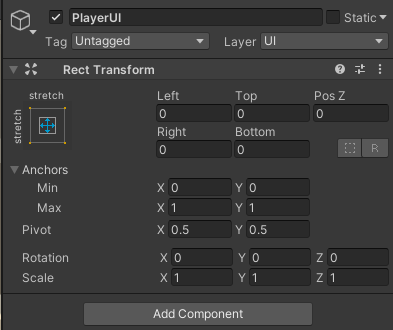 PlayerUI Static
Tag Untagged Layer UI
Rect Transform
stretch
stretch
Left Top Pos Z
0 0 0
Right Bottom
0 0 R
Anchors
Min X 0 Y 0
Max X 1 Y 1
Pivot X 0.5 Y 0.5
Rotation X 0 Y 0 Z 0
Scale X 1 Y 1 Z 1
Add Component